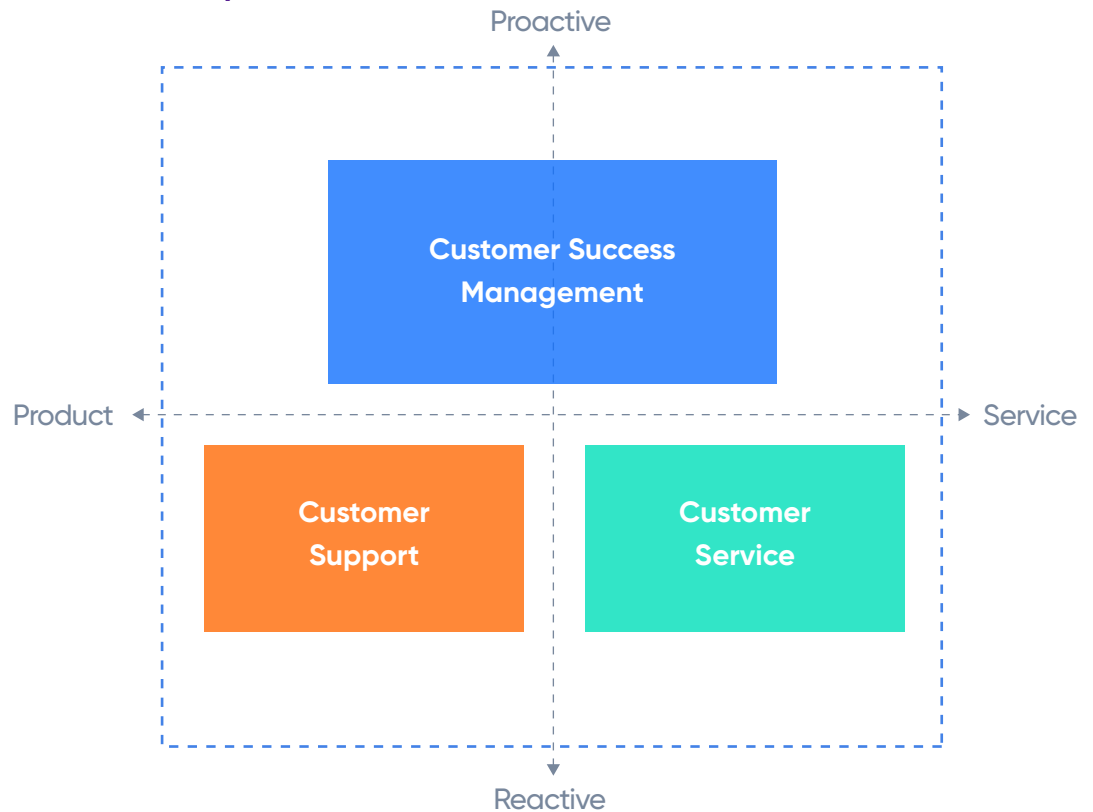 Proactive
Customer Success
Management
Product
Service
Customer
Support
Customer
Service
Reactive